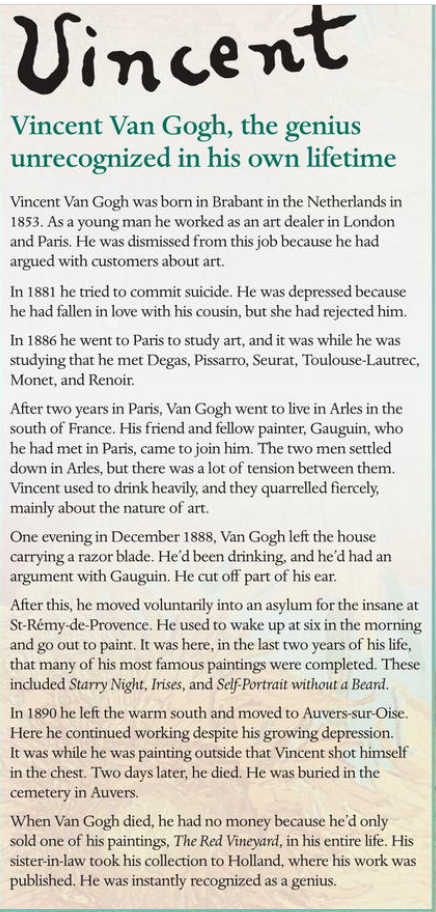 Vincent
Vincent Van Gogh, the genius
unrecognized in his own lifetime
Vincent Van Gogh was born in Brabant in the Netherlands in
1853. As a young man he worked as an art dealer in London
and Paris. He was dismissed from this job because he had
argued with customers about art.
In 1881 he tried to commit suicide. He was depressed because
he had fallen in love with his cousin, but she had rejected him.
In 1886 he went to Paris to study art, and it was while he was
studying that he met Degas, Pissarro, Seurat, Toulouse-Lautrec,
Monet, and Renoir.
After two years in Paris, Van Gogh went to live in Arles in the
south of France. His friend and fellow painter, Gauguin, who
he had met in Paris, came to join him. The two men settled
down in Arles, but there was a lot of tension between them.
Vincent used to drink heavily, and they quarrelled fiercely,
mainly about the nature of art.
One evening in December 1888, Van Gogh left the house
carrying a razor blade. He'd been drinking, and he'd had an
argument with Gauguin. He cut off part of his ear.
After this, he moved voluntarily into an asylum for the insane at
St-Rémy-de-Provence. He used to wake up at six in the morning
and go out to paint. It was here, in the last two years of his life,
that many of his most famous paintings were completed. These
included Starry Night, Irises, and Self-Portrait without a Beard.
In 1890 he left the warm south and moved to Auvers-sur-Oise.
Here he continued working despite his growing depression.
It was while he was painting outside that Vincent shot himself
in the chest. Two days later, he died. He was buried in the
cemetery in Auvers.
When Van Gogh died, he had no money because he'd only
sold one of his paintings, The Red Vineyard, in his entire life. His
sister-in-law took his collection to Holland, where his work was
published. He was instantly recognized as a genius.